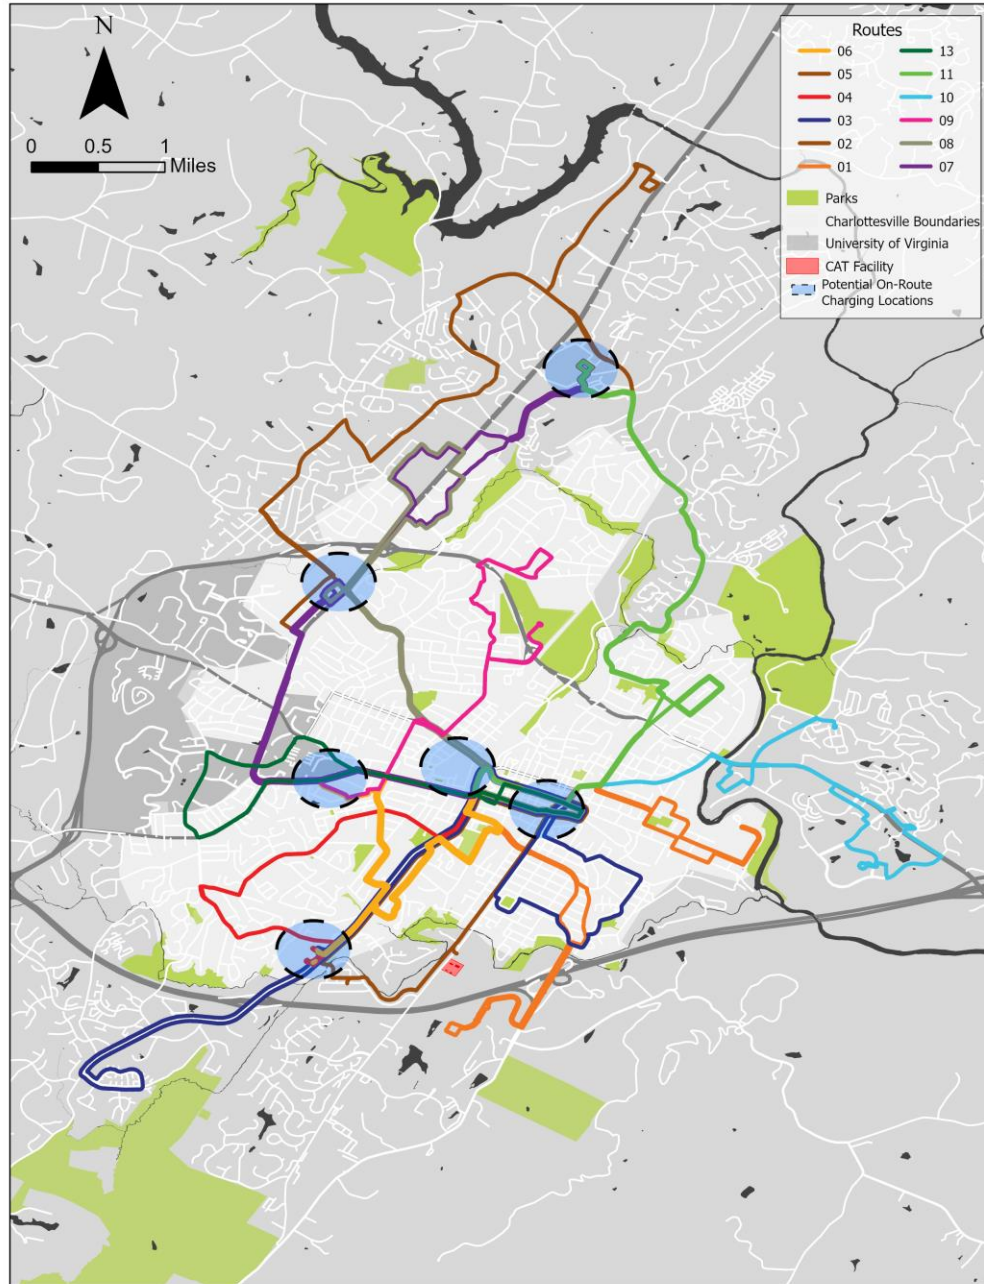 N
0 0.5 1
Miles
Routes
06 13
05 11
04 10
03 09
02 08
01 07
Parks
Charlottesville Boundaries
University of Virginia
CAT Facility
Potential On-Route
Charging Locations